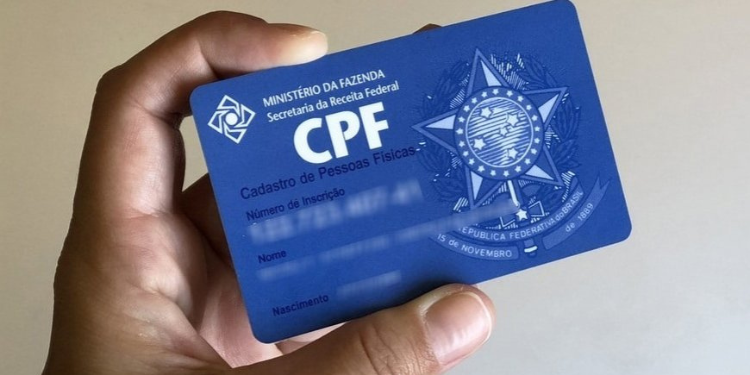 MINISTÉRIO DA FAZENDA
Secretaria da Receita Federal
CPF
Cadastro de Pessoas Físicas
Número de Inscrição
Nome
Nascimento
REPÚBLICA FEDERATIVA do BRASIL
15 de NOVEMBRO de 1889